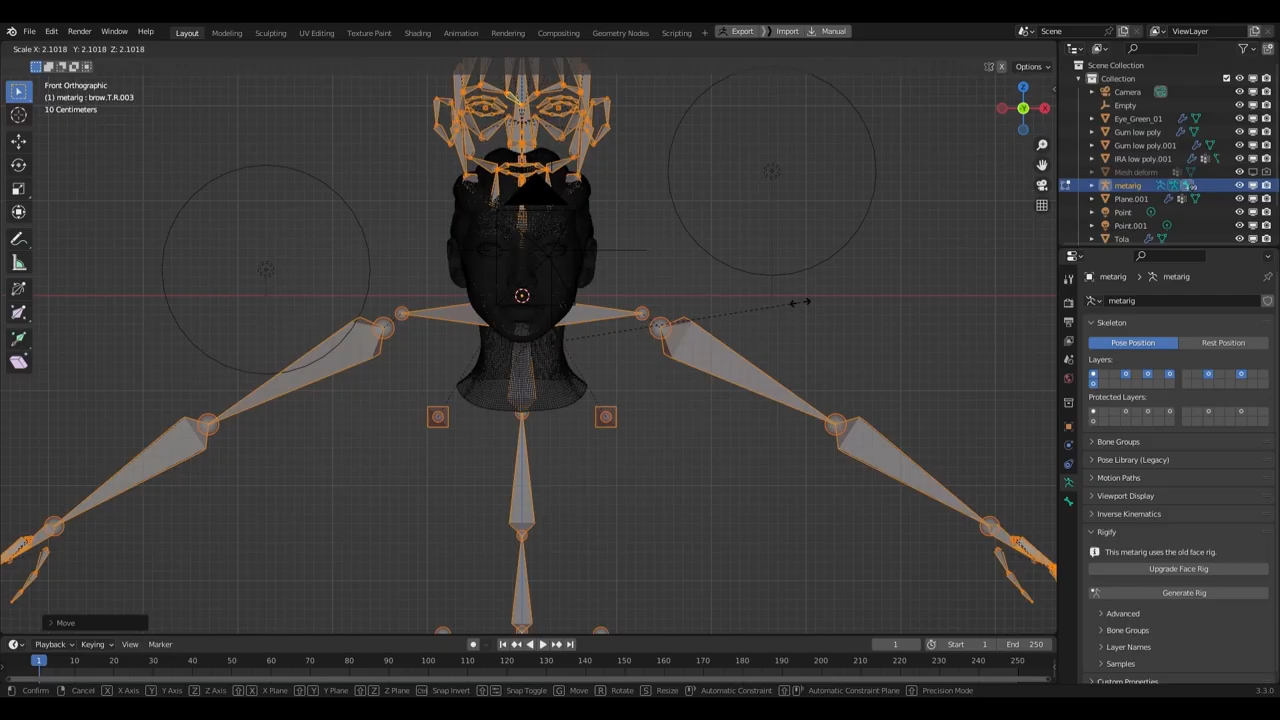 File Edit Render Window Help Layout Modeling Sculpting UV Editing Texture Paint Shading Animation Rendering Compositing Geometry Nodes Scripting + Export Import Manual Scene ViewLayer
Scale X: 2.1018 Y: 2.1018 Z: 2.1018
X Options
Front Orthographic
(1) metarig : brow.T.R.003
10 Centimeters
Z
Y
X
Move
Scene Collection
Collection
Camera
Empty
Eye_Green_01
Gum low poly
Gum low poly.001
IRA low poly.001
Mesh deform
metarig
Plane.001
Point
Point.001
Tola
metarig metarig
metarig
Skeleton
Pose Position Rest Position
Layers:
Protected Layers:
Bone Groups
Pose Library (Legacy)
Motion Paths
Viewport Display
Inverse Kinematics
Rigify
This metarig uses the old face rig.
Upgrade Face Rig
Generate Rig
Advanced
Bone Groups
Layer Names
Samples
Custom Properties
Playback Keying View Marker 1 Start 1 End 250
1 10 20 30 40 50 60 70 80 90 100 110 120 130 140 150 160 170 180 190 200 210 220 230 240 250
Confirm Cancel X X Axis Y Y Axis Z Z Axis X X Plane Y Y Plane Z Z Plane Snap Invert Snap Toggle G Move R Rotate S Resize Automatic Constraint Automatic Constraint Plane Precision Mode 3.3.0